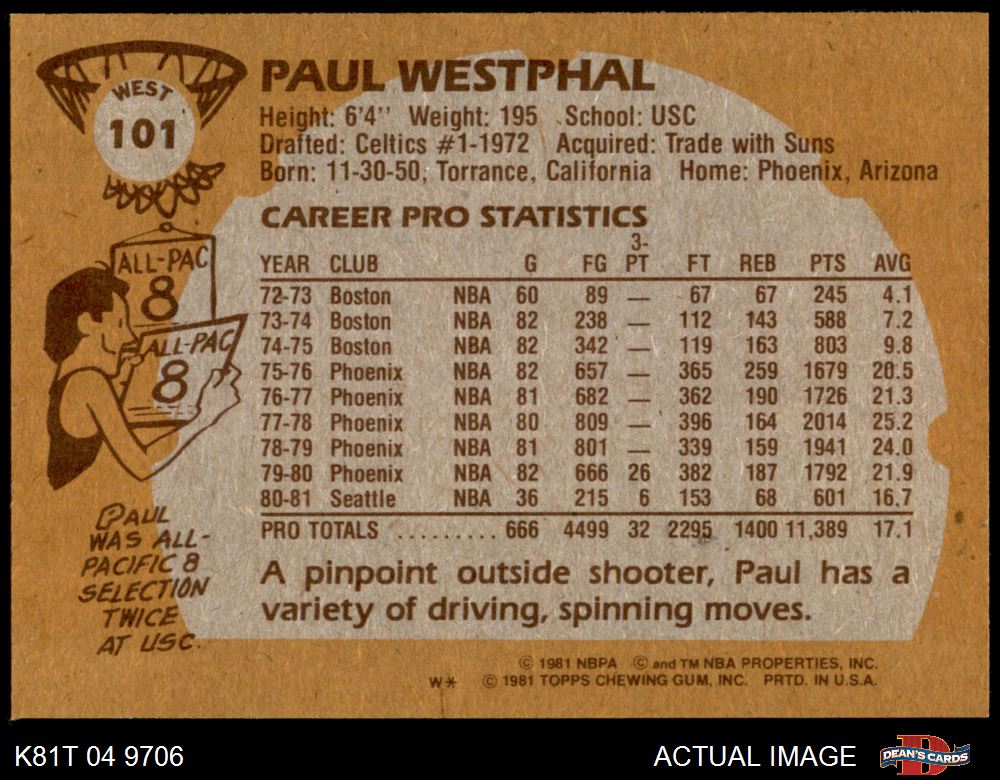 WEST
101
PAUL WESTPHAL
Height: 6'4'' Weight: 195 School: USC
Drafted: Celtics #1-1972 Acquired: Trade with Suns
Born: 11-30-50, Torrance, California Home: Phoenix, Arizona
CAREER PRO STATISTICS
YEAR CLUB G FG 3-PT FT REB PTS AVG
72-73 Boston NBA 60 89 — 67 67 245 4.1
73-74 Boston NBA 82 238 — 112 143 588 7.2
74-75 Boston NBA 82 342 — 119 163 803 9.8
75-76 Phoenix NBA 82 657 — 365 259 1679 20.5
76-77 Phoenix NBA 81 682 — 362 190 1726 21.3
77-78 Phoenix NBA 80 809 — 396 164 2014 25.2
78-79 Phoenix NBA 81 801 — 339 159 1941 24.0
79-80 Phoenix NBA 82 666 26 382 187 1792 21.9
80-81 Seattle NBA 36 215 6 153 68 601 16.7
PRO TOTALS ......... 666 4499 32 2295 1400 11,389 17.1
A pinpoint outside shooter, Paul has a
variety of driving, spinning moves.
ALL-PAC
8
ALL-PAC
8
PAUL
WAS ALL-
PACIFIC 8
SELECTION
TWICE
AT USC.
© 1981 NBPA © and TM NBA PROPERTIES, INC.
W* © 1981 TOPPS CHEWING GUM, INC. PRTD. IN U.S.A.
K81T 04 9706
ACTUAL IMAGE
DEAN'S CARDS